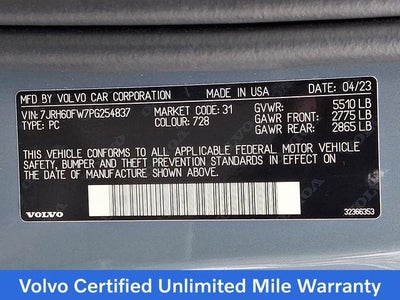 MFD BY VOLVO CAR CORPORATION MADE IN USA DATE: 04/23
VIN: 7JRH60FW7PG254837 MARKET CODE: 31 GVWR: 5510 LB
TYPE: PC COLOUR: 728 GAWR FRONT: 2775 LB
GAWR REAR: 2865 LB
THIS VEHICLE CONFORMS TO ALL APPLICABLE FEDERAL MOTOR VEHICLE
SAFETY, BUMPER AND THEFT PREVENTION STANDARDS IN EFFECT ON
THE DATE OF MANUFACTURE SHOWN ABOVE.
VOLVO 32366353
Volvo Certified Unlimited Mile Warranty